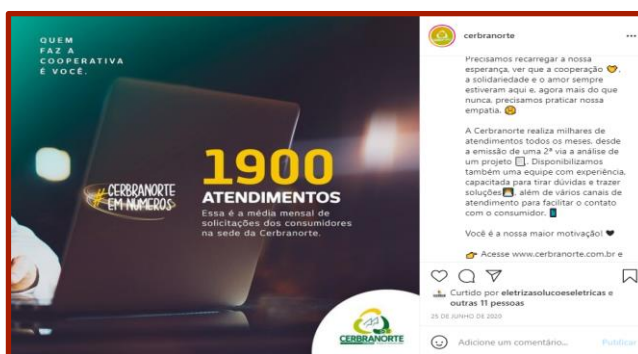 QUEM
FAZ A
COOPERATIVA
É VOCÊ.
#CERBRANORTE
EM NÚMEROS
1900
ATENDIMENTOS
Essa é a média mensal de
solicitações dos consumidores
na sede da Cerbranorte.
CERBRANORTE
cerbranorte
Precisamos recarregar a nossa
esperança, ver que a cooperação 🤝,
a solidariedade e o amor sempre
estiveram aqui e, agora mais do que
nunca, precisamos praticar nossa
empatia. 🤗
A Cerbranorte realiza milhares de
atendimentos todos os meses, desde
a emissão de uma 2ª via a análise de
um projeto 📃. Disponibilizamos
também uma equipe com experiência,
capacitada para tirar dúvidas e trazer
soluções👩‍💻, além de vários canais de
atendimento para facilitar o contato
com o consumidor. 📱
Você é a nossa maior motivação! 🖤
👉 Acesse www.cerbranorte.com.br e
Curtido por eletrizasolucoeseletricas e
outras 11 pessoas
25 DE JUNHO DE 2020
Adicione um comentário... Publicar